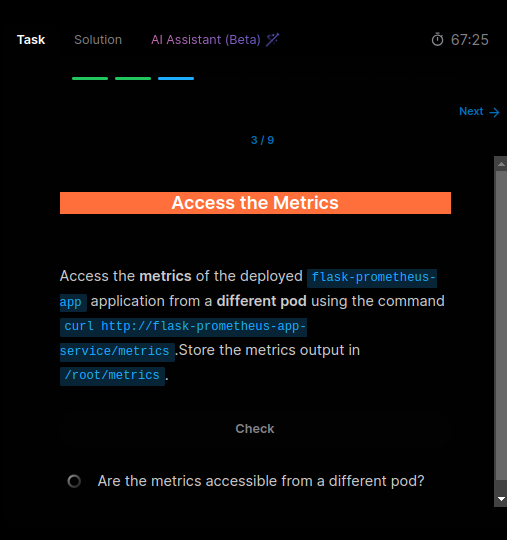 Task Solution AI Assistant (Beta) 67:25
Next
3 / 9
Access the Metrics
Access the metrics of the deployed flask-prometheus-
app application from a different pod using the command
curl http://flask-prometheus-app-
service/metrics .Store the metrics output in
/root/metrics .
Check
Are the metrics accessible from a different pod?